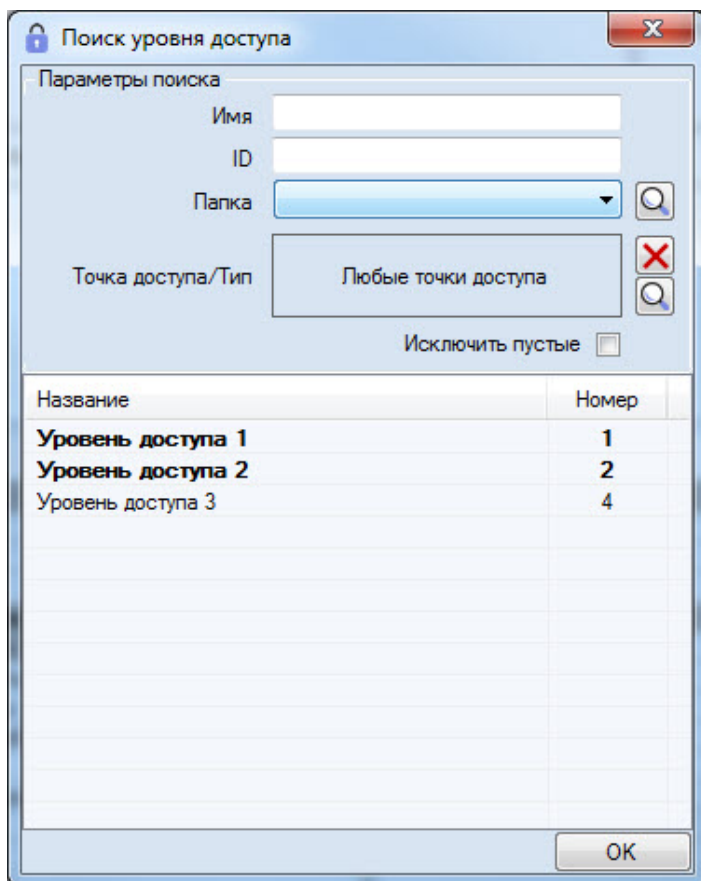 Поиск уровня доступа
Параметры поиска
Имя
ID
Папка
Точка доступа/Тип Любые точки доступа
Исключить пустые
Название Номер
Уровень доступа 1 1
Уровень доступа 2 2
Уровень доступа 3 4
OK